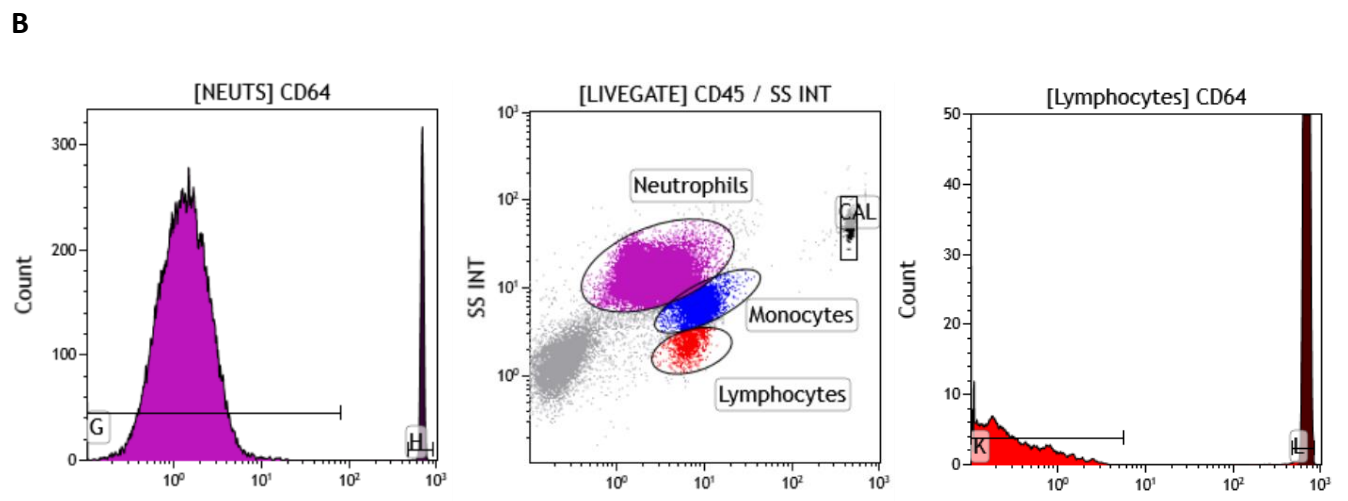 B
[NEUTS] CD64
Count
300
200
100
0
G
H
10⁰
10¹
10²
10³
[LIVEGATE] CD45 / SS INT
SS INT
10³
10²
10¹
10⁰
Neutrophils
CAL
Monocytes
Lymphocytes
10⁰
10¹
10²
10³
[Lymphocytes] CD64
Count
50
40
30
20
10
0
K
L
10⁰
10¹
10²
10³